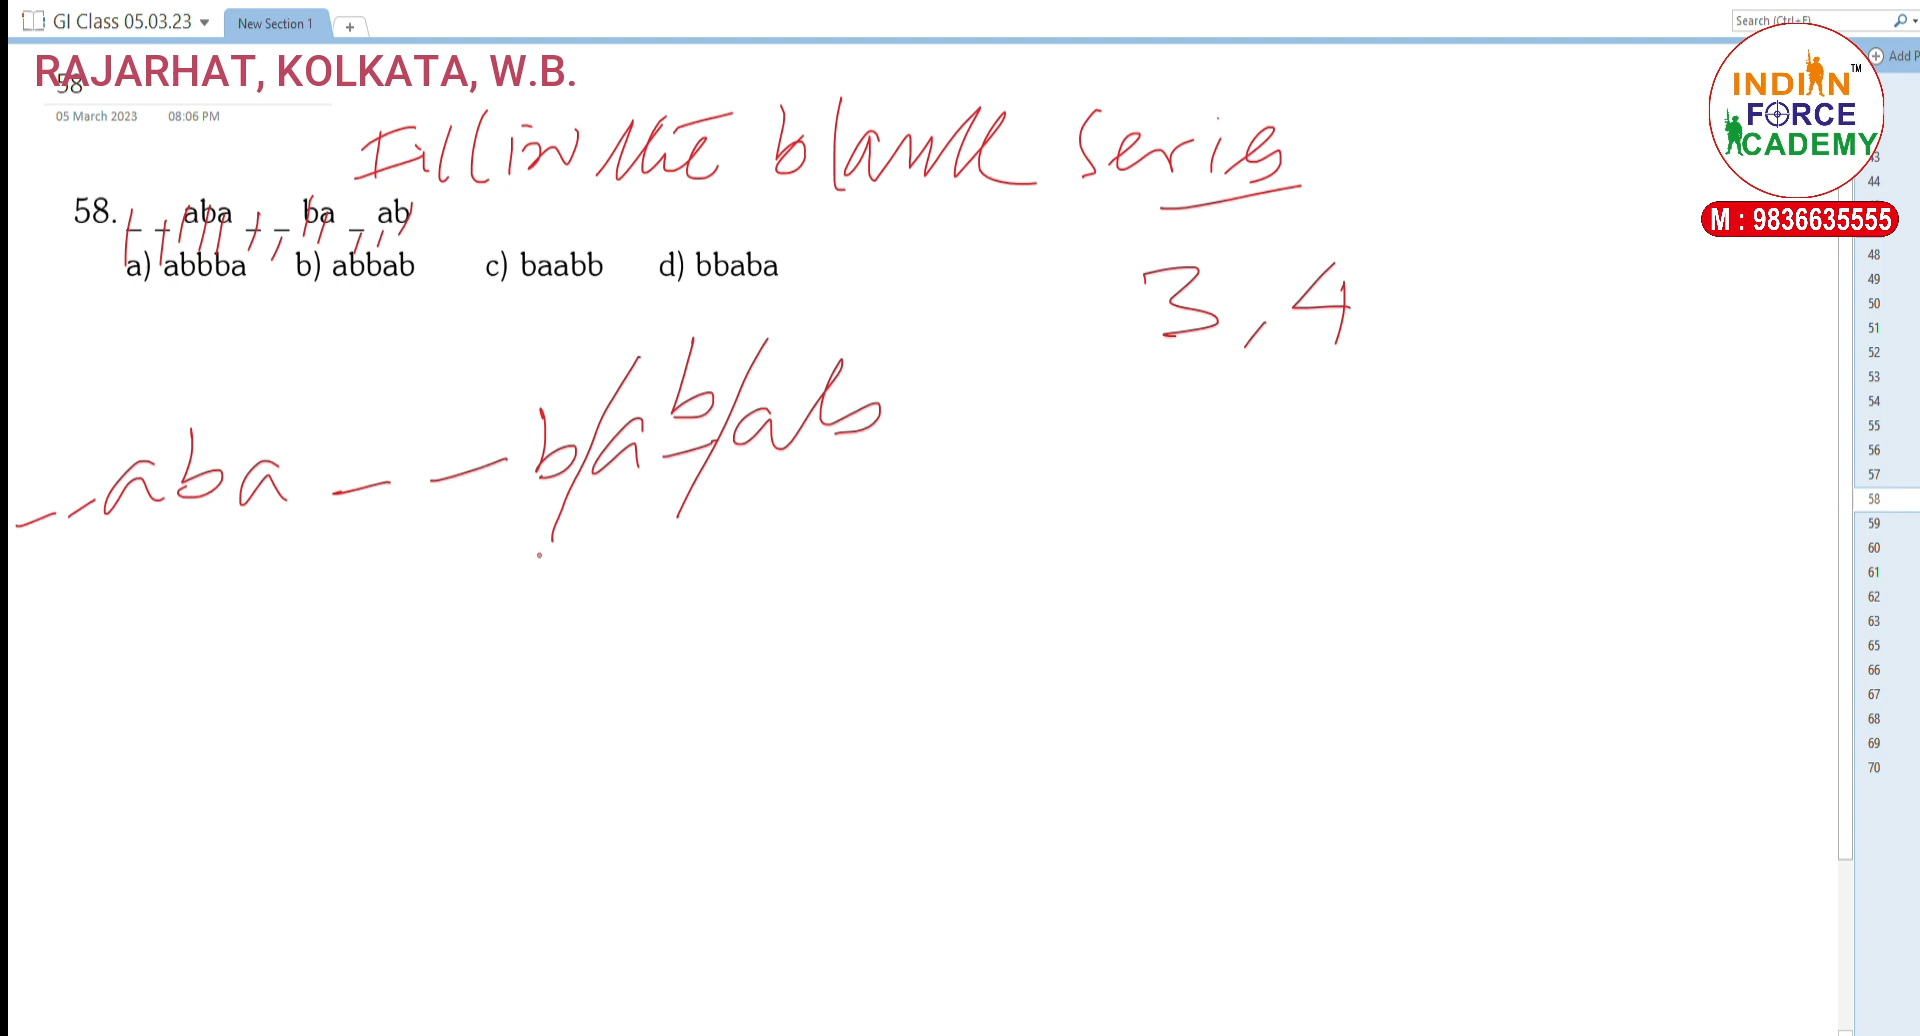 GI Class 05.03.23
New Section 1
+
Search (Ctrl+F)
RAJARHAT, KOLKATA, W.B.
58
05 March 2023 08:06 PM
Add P
INDIAN
FORCE
ACADEMY
TM
M : 9836635555
Fill in the blank series
58. _ _ aba _ _ ba _ ab
a) abbba b) abbab c) baabb d) bbaba
3, 4
_ _ a b a _ _ b/a b/ab
43
44
48
49
50
51
52
53
54
55
56
57
58
59
60
61
62
63
65
66
67
68
69
70